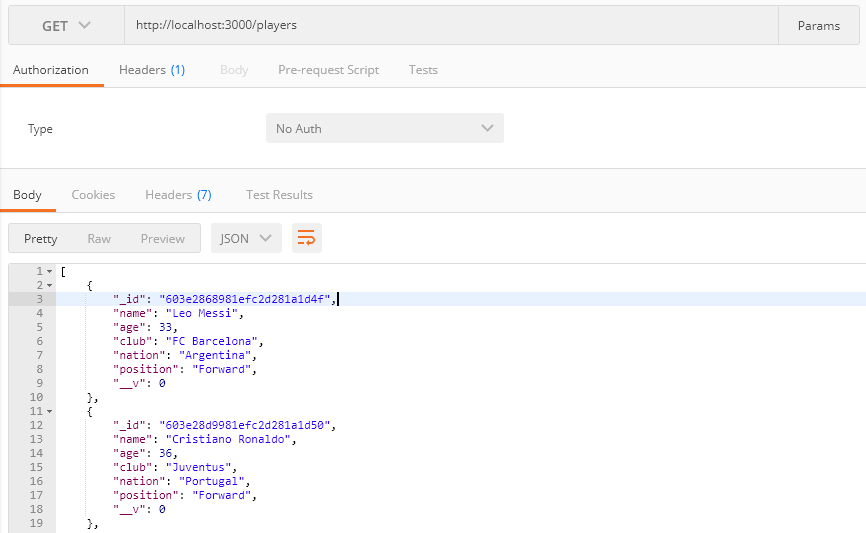 GET http://localhost:3000/players Params
Authorization Headers (1) Body Pre-request Script Tests
Type No Auth
Body Cookies Headers (7) Test Results
Pretty Raw Preview JSON
1 [
2 {
3 "_id": "603e2868981efc2d281a1d4f",
4 "name": "Leo Messi",
5 "age": 33,
6 "club": "FC Barcelona",
7 "nation": "Argentina",
8 "position": "Forward",
9 "__v": 0
10 },
11 {
12 "_id": "603e28d9981efc2d281a1d50",
13 "name": "Cristiano Ronaldo",
14 "age": 36,
15 "club": "Juventus",
16 "nation": "Portugal",
17 "position": "Forward",
18 "__v": 0
19 },